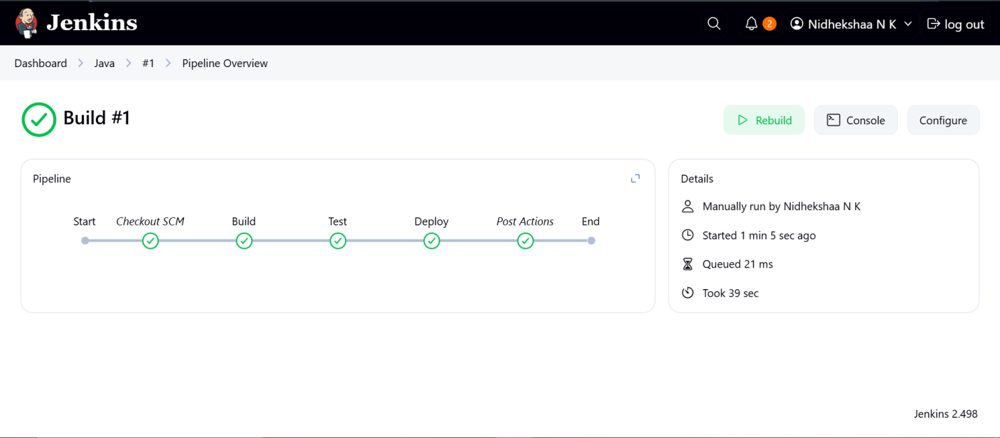 Jenkins
2 Nidhekshaa N K log out
Dashboard Java #1 Pipeline Overview
Build #1
Rebuild Console Configure
Pipeline
Start Checkout SCM Build Test Deploy Post Actions End
Details
Manually run by Nidhekshaa N K
Started 1 min 5 sec ago
Queued 21 ms
Took 39 sec
Jenkins 2.498